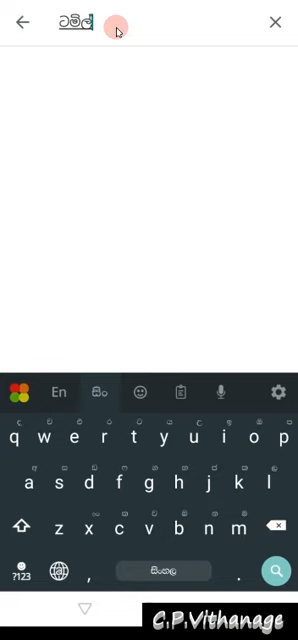 ටමිල්
En සිං
q w e r t y u i o p
a s d f g h j k l
z x c v b n m
?123 , සිංහල .
C.P.Vithanage